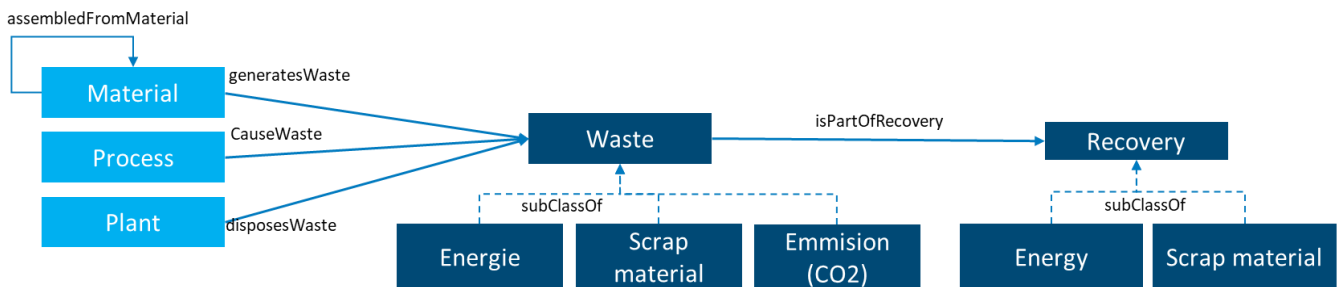 assembledFromMaterial
Material
generatesWaste
Process
CauseWaste
Plant
disposesWaste
Waste
isPartOfRecovery
Recovery
subClassOf
Energie
Scrap
material
Emmision
(CO2)
subClassOf
Energy
Scrap material